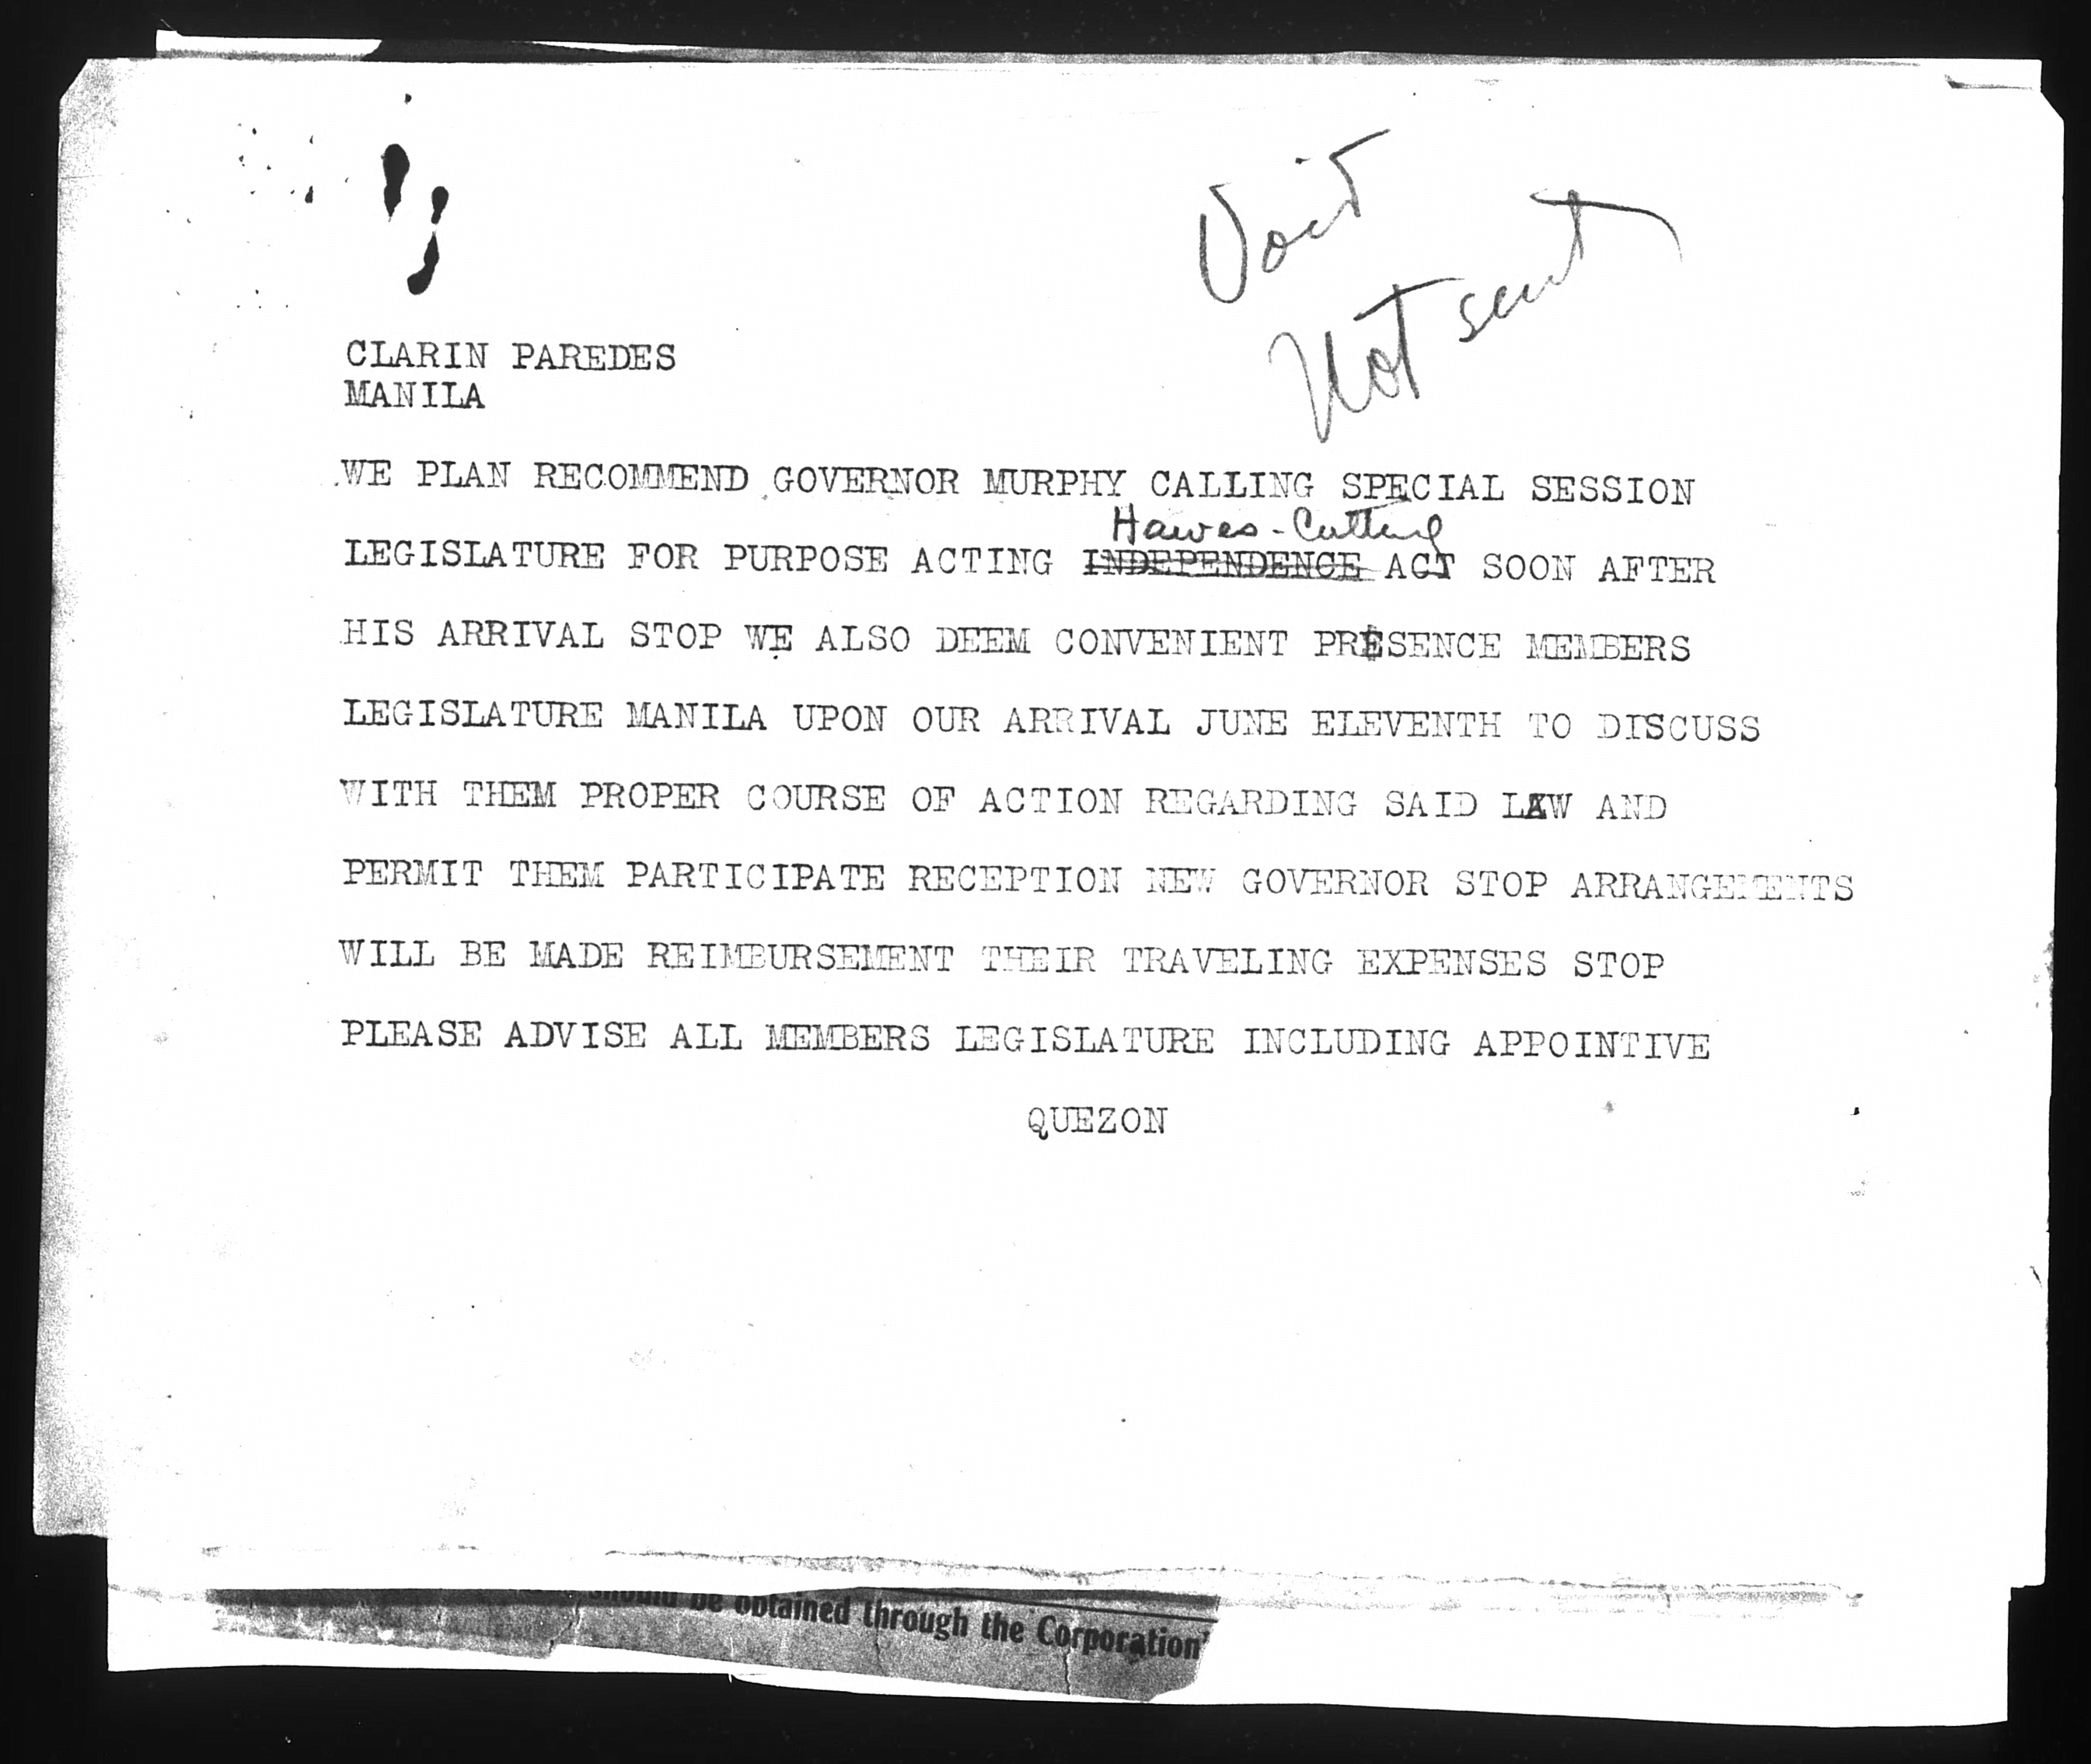 Void
Not sent
CLARIN PAREDES
MANILA
WE PLAN RECOMMEND GOVERNOR MURPHY CALLING SPECIAL SESSION
Hawes-Cutting
LEGISLATURE FOR PURPOSE ACTING INDEPENDENCE ACT SOON AFTER
HIS ARRIVAL STOP WE ALSO DEEM CONVENIENT PRESENCE MEMBERS
LEGISLATURE MANILA UPON OUR ARRIVAL JUNE ELEVENTH TO DISCUSS
WITH THEM PROPER COURSE OF ACTION REGARDING SAID LAW AND
PERMIT THEM PARTICIPATE RECEPTION NEW GOVERNOR STOP ARRANGEMENTS
WILL BE MADE REIMBURSEMENT THEIR TRAVELING EXPENSES STOP
PLEASE ADVISE ALL MEMBERS LEGISLATURE INCLUDING APPOINTIVE
QUEZON
should be obtained through the Corporation'